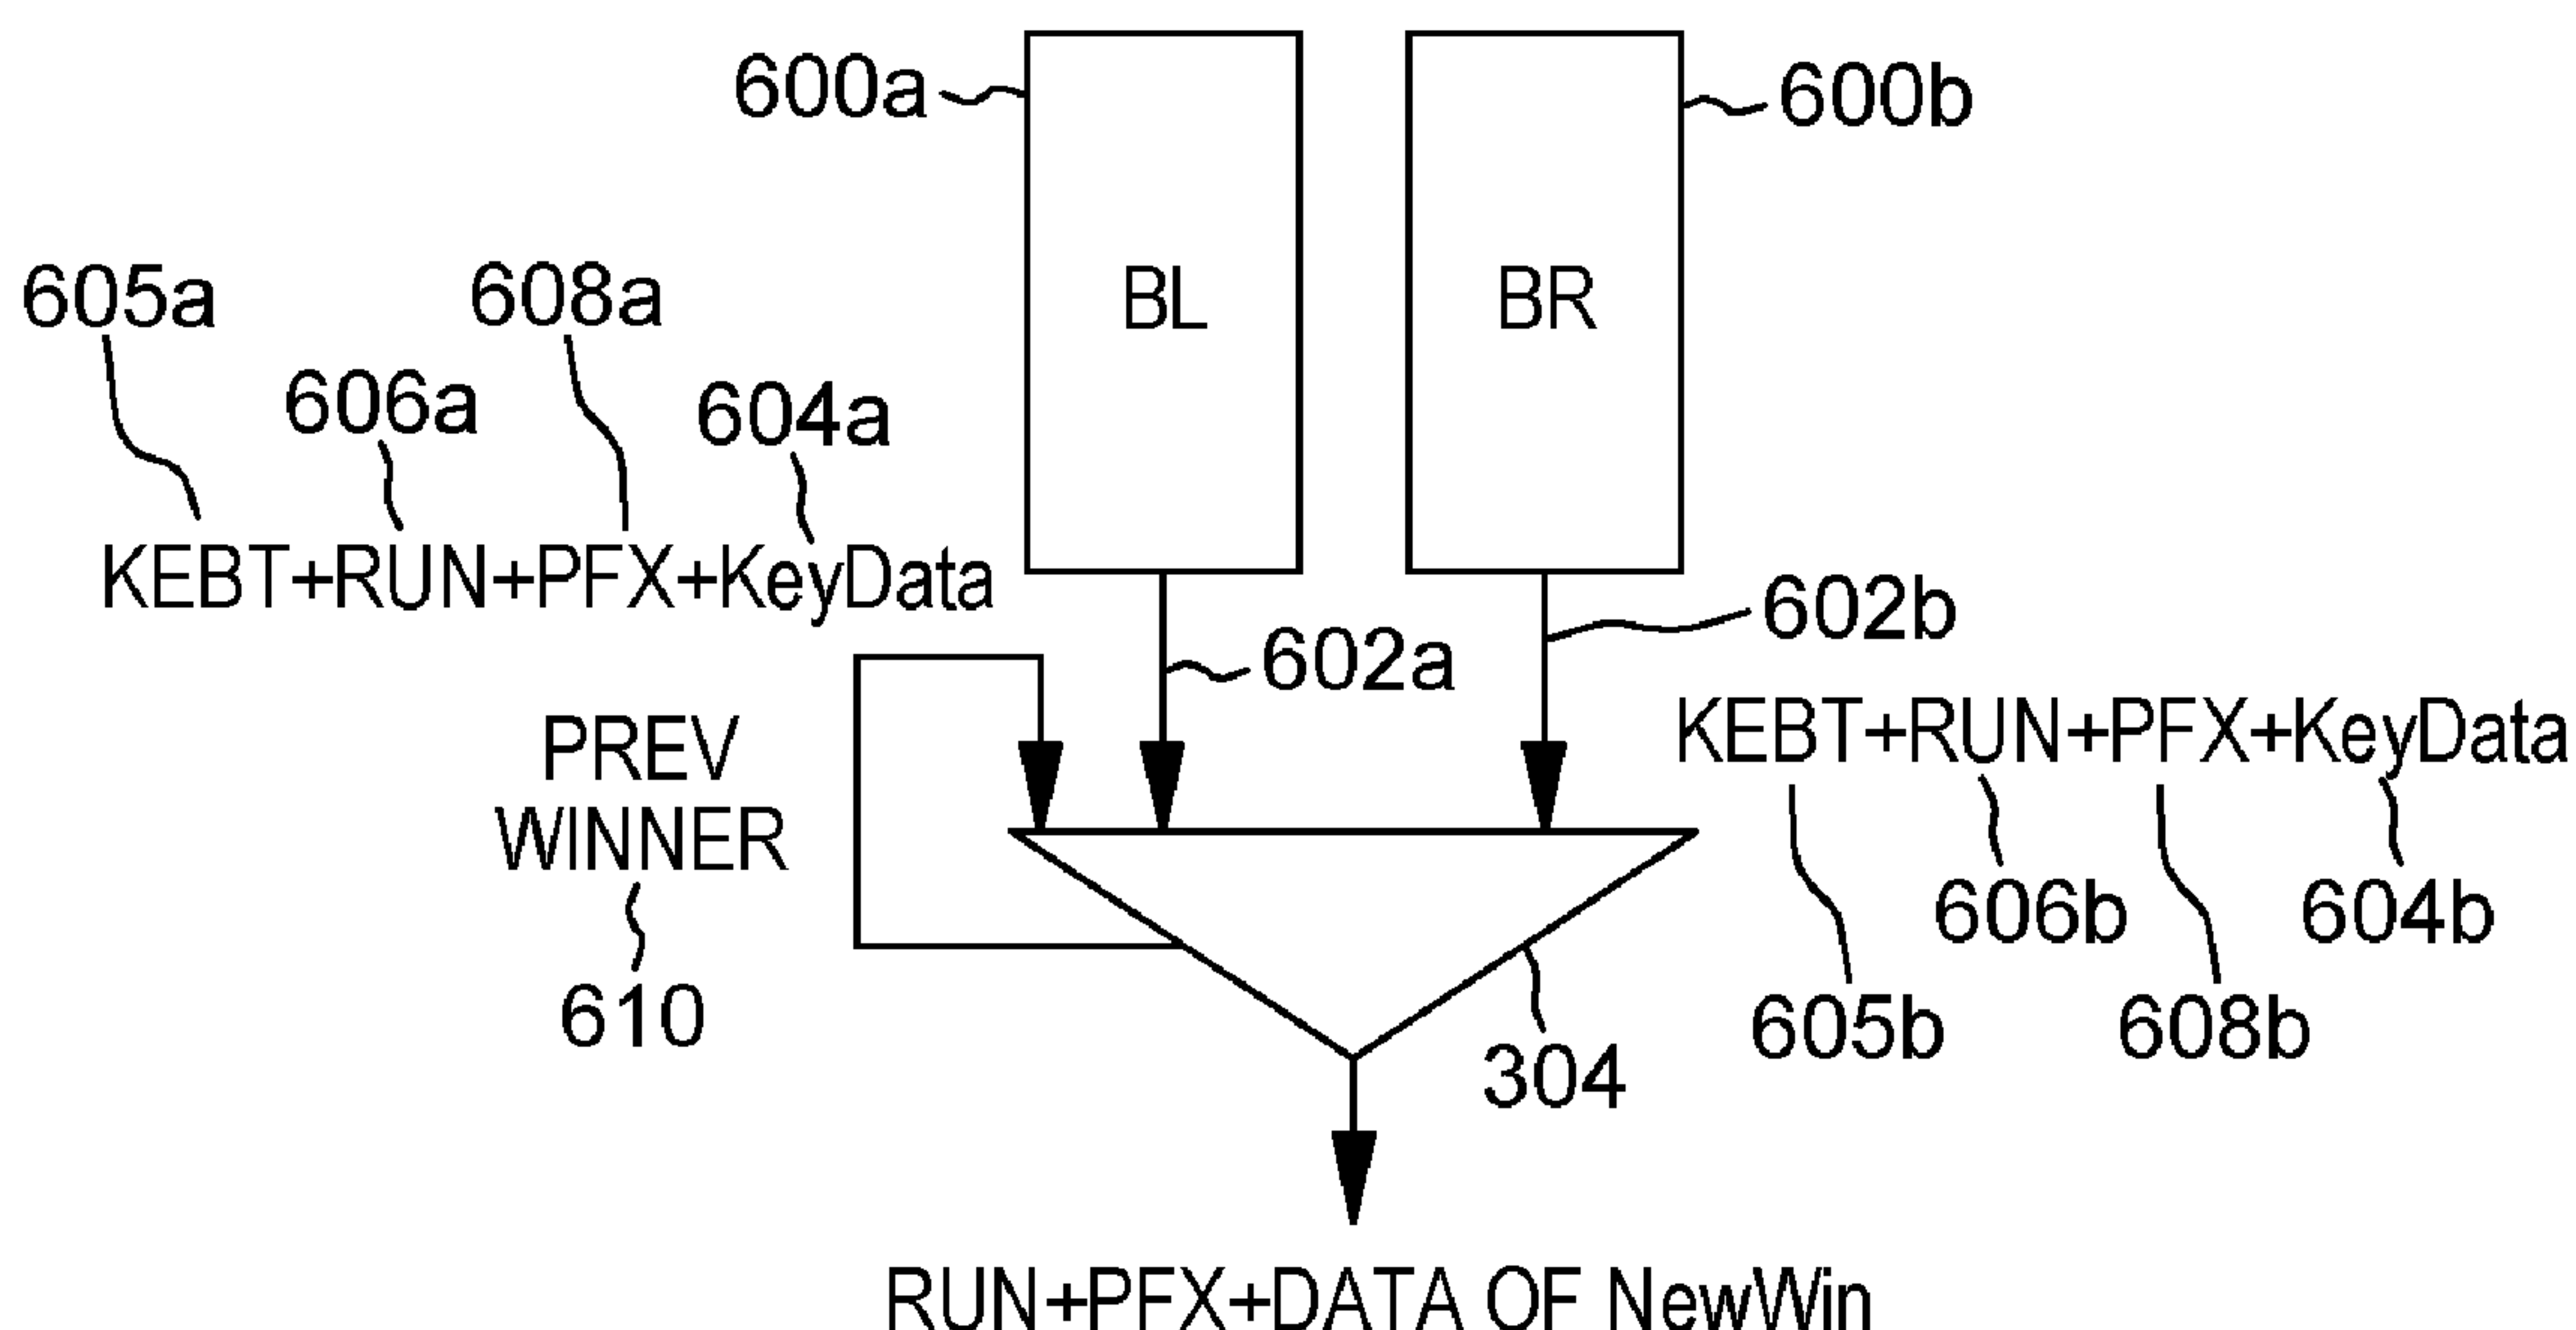 600a
600b
BL
BR
605a
608a
606a
604a
KEBT+RUN+PFX+KeyData
602b
602a
KEBT+RUN+PFX+KeyData
PREV
WINNER
606b
604b
610
605b
608b
304
RUN+PFX+DATA OF NewWin